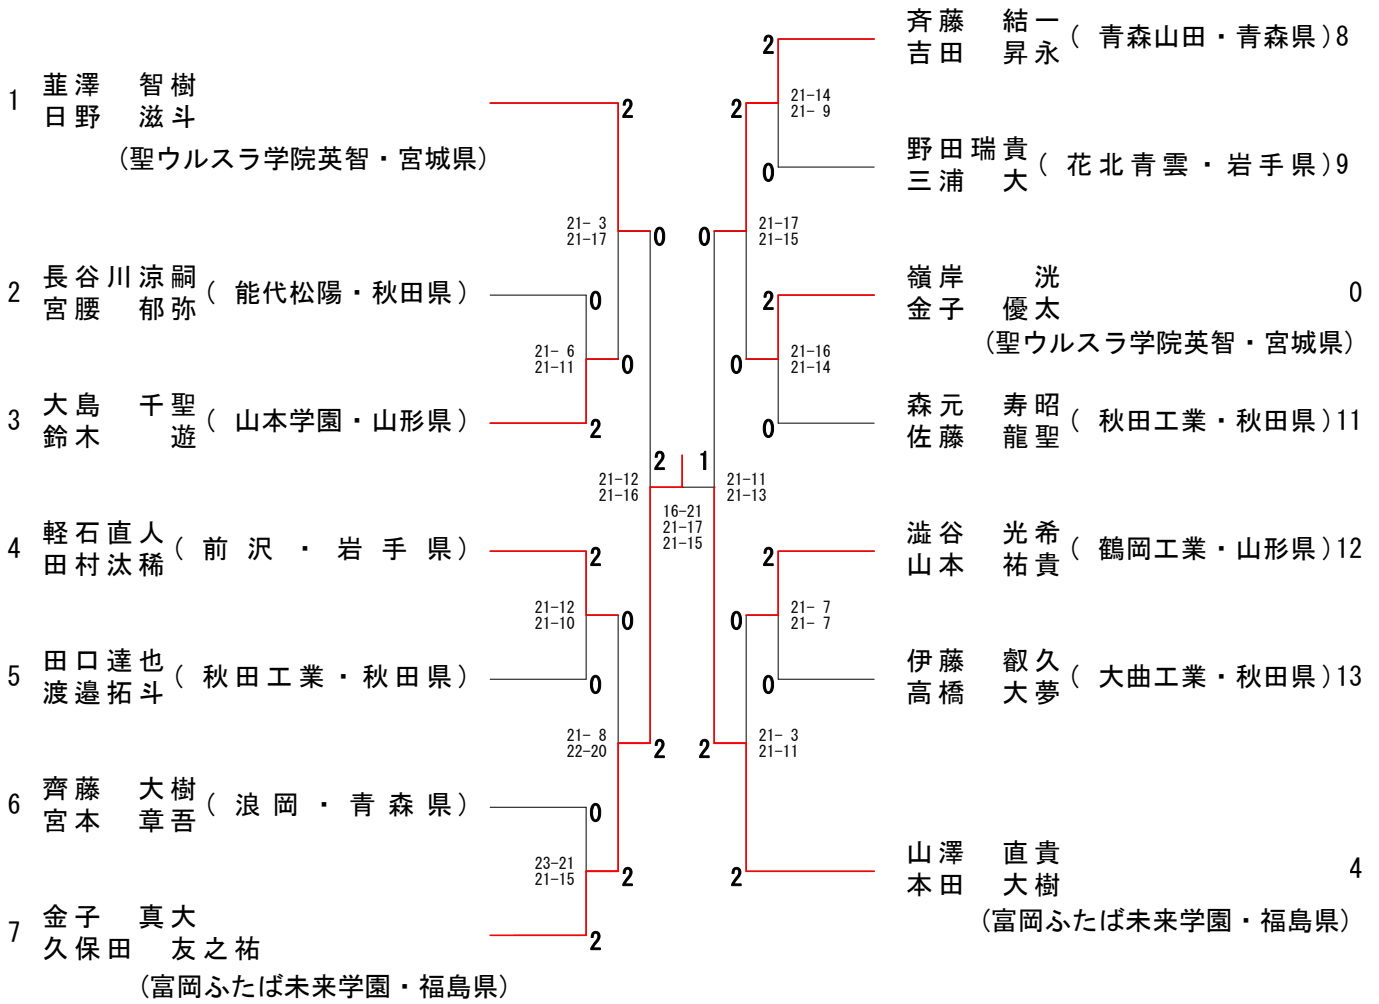 1 韮澤 智樹
日野 滋斗
(聖ウルスラ学院英智・宮城県)
2 長谷川涼嗣
宮腰 郁弥
( 能代松陽・秋田県 )
3 大島 千聖
鈴木 遊
( 山本学園・山形県 )
4 軽石直人
田村汰稀
( 前沢・岩手県 )
5 田口達也
渡邉拓斗
( 秋田工業・秋田県 )
6 齊藤 大樹
宮本 章吾
( 浪岡・青森県 )
7 金子 真大
久保田 友之祐
(富岡ふたば未来学園・福島県)
2
21- 3
21-17
0
0
21- 6
21-11
0
2
21-12
21-16
2
2
21-12
21-10
0
0
21- 8
22-20
2
0
23-21
21-15
2
2
16-21
21-17
21-15
1
2
21-14
21- 9
2
0
21-17
21-15
0
2
21-16
21-14
0
0
21-11
21-13
2
21- 7
21- 7
0
0
21- 3
21-11
2
2
斉藤 結一
吉田 昇永
( 青森山田・青森県 ) 8
野田瑞貴
三浦 大
( 花北青雲・岩手県 ) 9
嶺岸 洸
金子 優太
0
(聖ウルスラ学院英智・宮城県)
森元 寿昭
佐藤 龍聖
( 秋田工業・秋田県 ) 11
澁谷 光希
山本 祐貴
( 鶴岡工業・山形県 ) 12
伊藤 叡久
高橋 大夢
( 大曲工業・秋田県 ) 13
山澤 直貴
本田 大樹
4
(富岡ふたば未来学園・福島県)